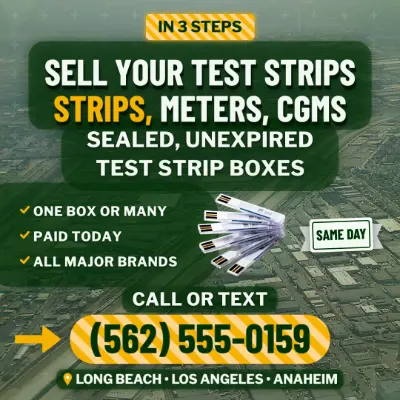 IN 3 STEPS
SELL YOUR TEST STRIPS
STRIPS, METERS, CGMS
SEALED, UNEXPIRED
TEST STRIP BOXES
ONE BOX OR MANY
PAID TODAY
ALL MAJOR BRANDS
SAME DAY
CALL OR TEXT
(562) 555-0159
LONG BEACH • LOS ANGELES • ANAHEIM